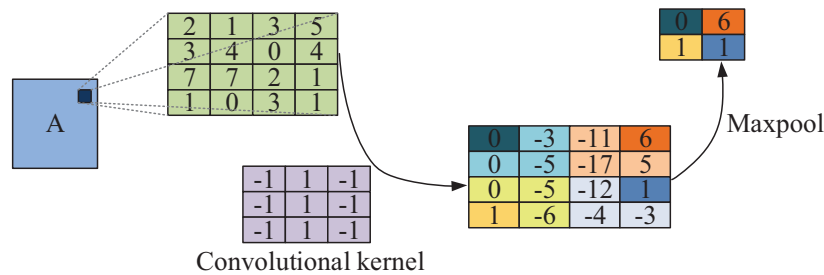 2 1 3 5
3 4 0 4
7 7 2 1
1 0 3 1
A
-1 1 -1
-1 1 -1
-1 1 -1
Convolutional kernel
0 -3 -11 6
0 -5 -17 5
0 -5 -12 1
1 -6 -4 -3
0 6
1 1
Maxpool